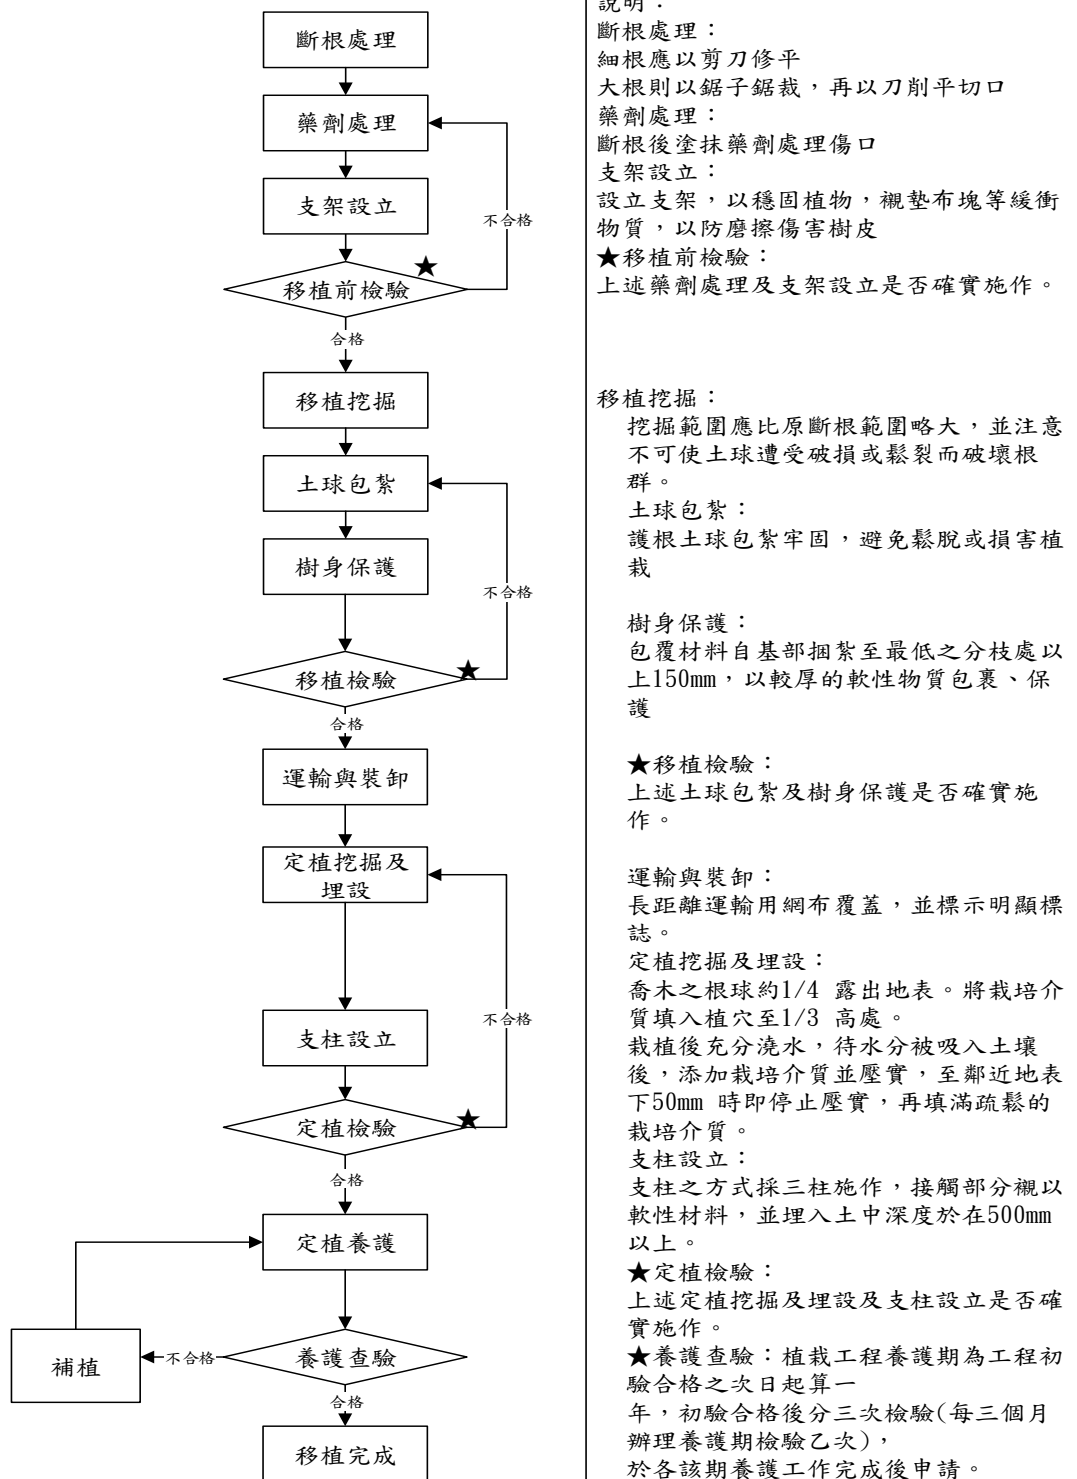 斷根處理
藥劑處理
支架設立
不合格
★
移植前檢驗
合格
移植挖掘
土球包紮
樹身保護
不合格
★
移植檢驗
合格
運輸與裝卸
定植挖掘及
埋設
支柱設立
不合格
★
定植檢驗
合格
定植養護
補植
不合格
養護查驗
合格
移植完成
說明：
斷根處理：
細根應以剪刀修平
大根則以鋸子鋸裁，再以刀削平切口
藥劑處理：
斷根後塗抹藥劑處理傷口
支架設立：
設立支架，以穩固植物，襯墊布塊等緩衝
物質，以防磨擦傷害樹皮
★移植前檢驗：
上述藥劑處理及支架設立是否確實施作。
移植挖掘：
挖掘範圍應比原斷根範圍略大，並注意
不可使土球遭受破損或鬆裂而破壞根
群。
土球包紮：
護根土球包紮牢固，避免鬆脫或損害植
栽
樹身保護：
包覆材料自基部捆紮至最低之分枝處以
上150mm，以較厚的軟性物質包裹、保
護
★移植檢驗：
上述土球包紮及樹身保護是否確實施
作。
運輸與裝卸：
長距離運輸用網布覆蓋，並標示明顯標
誌。
定植挖掘及埋設：
喬木之根球約1/4 露出地表。將栽培介
質填入植穴至1/3 高處。
栽植後充分澆水，待水分被吸入土壤
後，添加栽培介質並壓實，至鄰近地表
下50mm 時即停止壓實，再填滿疏鬆的
栽培介質。
支柱設立：
支柱之方式採三柱施作，接觸部分襯以
軟性材料，並埋入土中深度於在500mm
以上。
★定植檢驗：
上述定植挖掘及埋設及支柱設立是否確
實施作。
★養護查驗：植栽工程養護期為工程初
驗合格之次日起算一
年，初驗合格後分三次檢驗(每三個月
辦理養護期檢驗乙次)，
於各該期養護工作完成後申請。